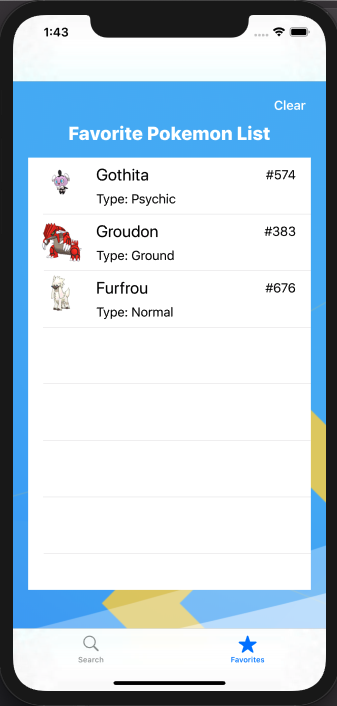 1:43
Clear
Favorite Pokemon List
Gothita #574
Type: Psychic
Groudon #383
Type: Ground
Furfrou #676
Type: Normal
Search Favorites